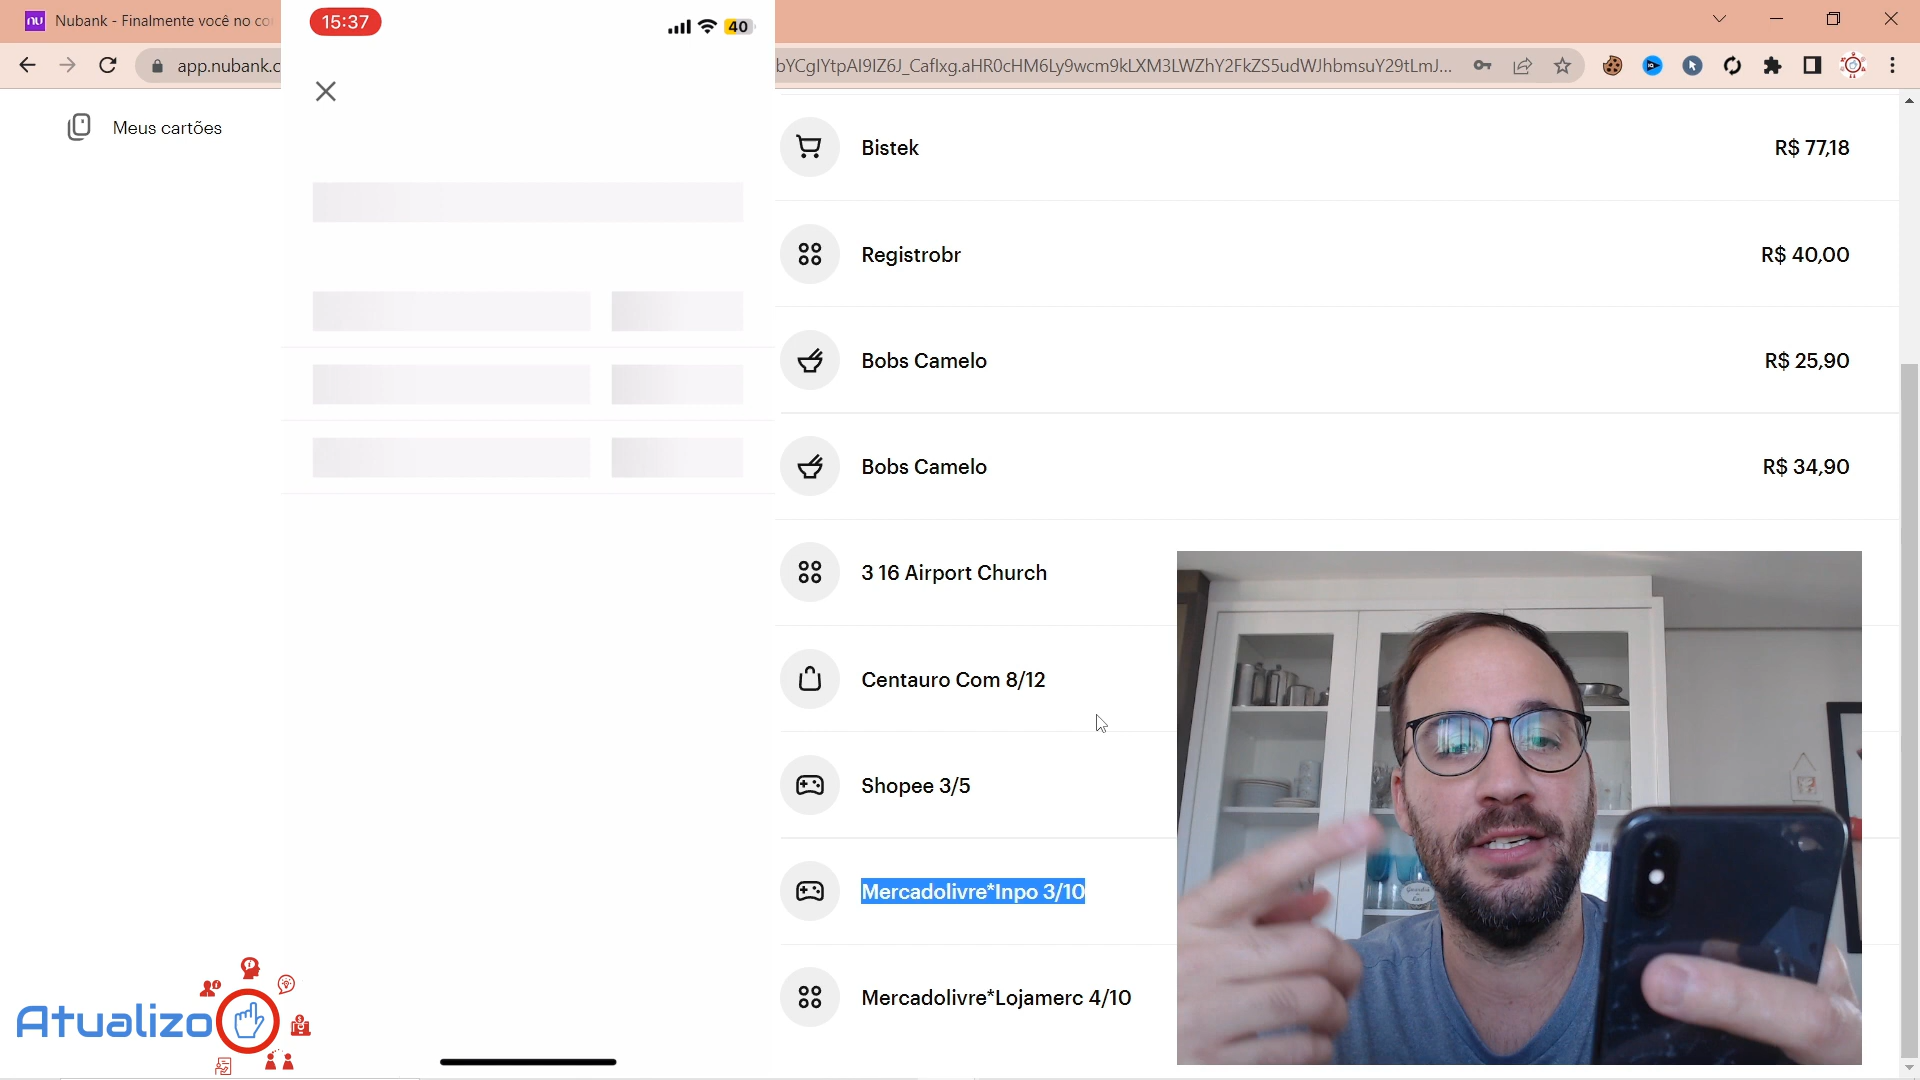 Nubank - Finalmente você no co
15:37
40
app.nubank.c
bYCgIYtpAI9IZ6J_Caflxg.aHR0cHM6Ly9wcm9kLXM3LWZhY2FkZS5udWJhbmsuY29tLmJ...
Meus cartões
Bistek
R$ 77,18
Registrobr
R$ 40,00
Bobs Camelo
R$ 25,90
Bobs Camelo
R$ 34,90
3 16 Airport Church
Centauro Com 8/12
Shopee 3/5
Mercadolivre*Inpo 3/10
Mercadolivre*Lojamerc 4/10
Atualizo